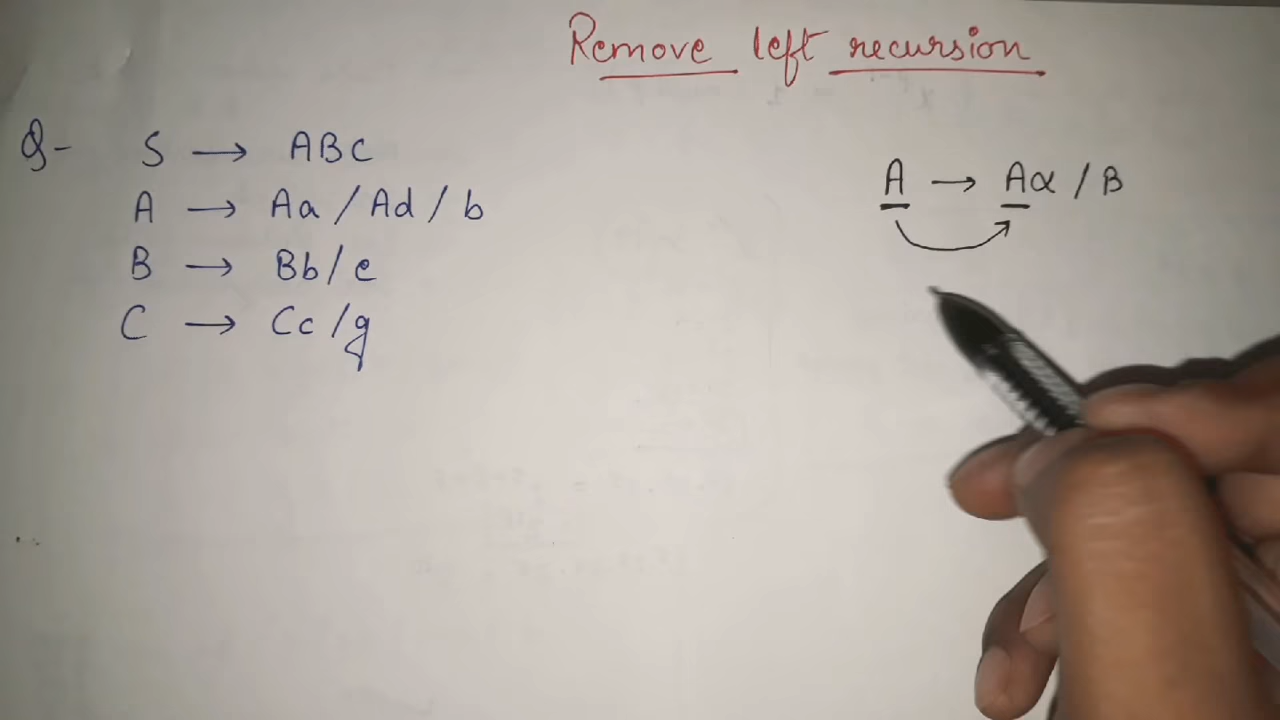 Remove left recursion
Q- S → ABC
A → Aa / Ad / b
B → Bb / e
C → Cc / g
A → Aα / B